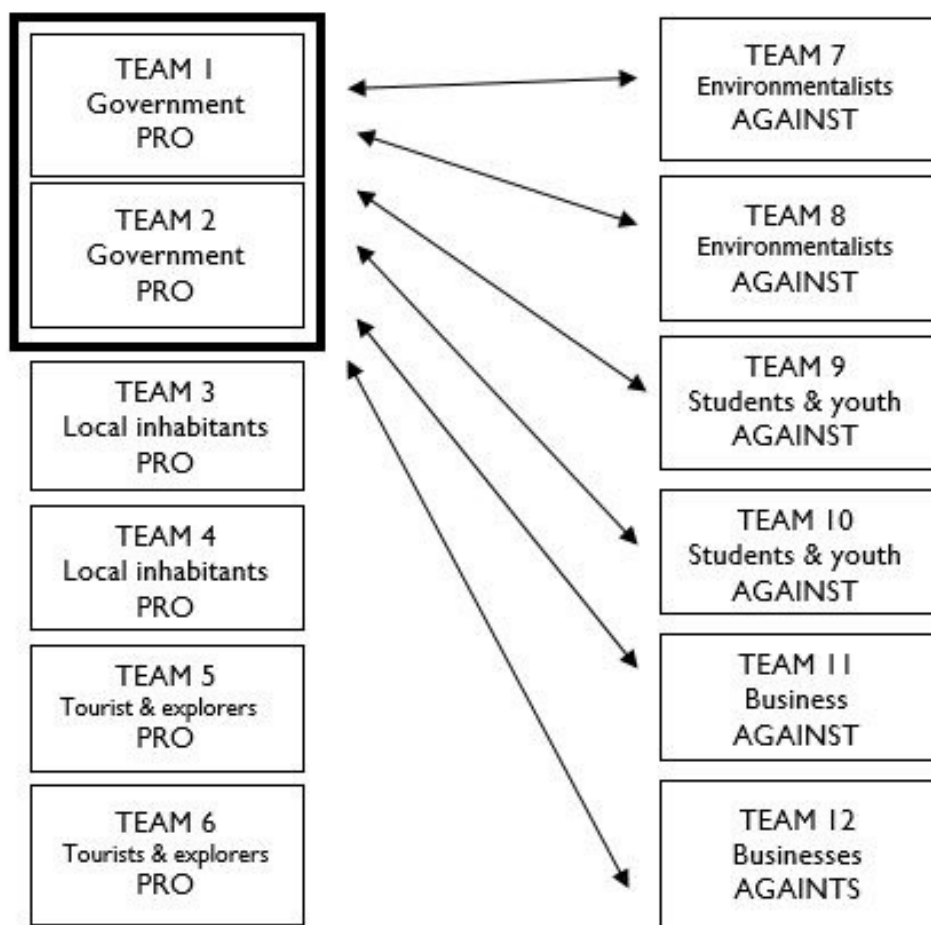 TEAM 1
Government
PRO
TEAM 2
Government
PRO
TEAM 3
Local inhabitants
PRO
TEAM 4
Local inhabitants
PRO
TEAM 5
Tourist & explorers
PRO
TEAM 6
Tourists & explorers
PRO
TEAM 7
Environmentalists
AGAINST
TEAM 8
Environmentalists
AGAINST
TEAM 9
Students & youth
AGAINST
TEAM 10
Students & youth
AGAINST
TEAM 11
Business
AGAINST
TEAM 12
Businesses
AGAINTS